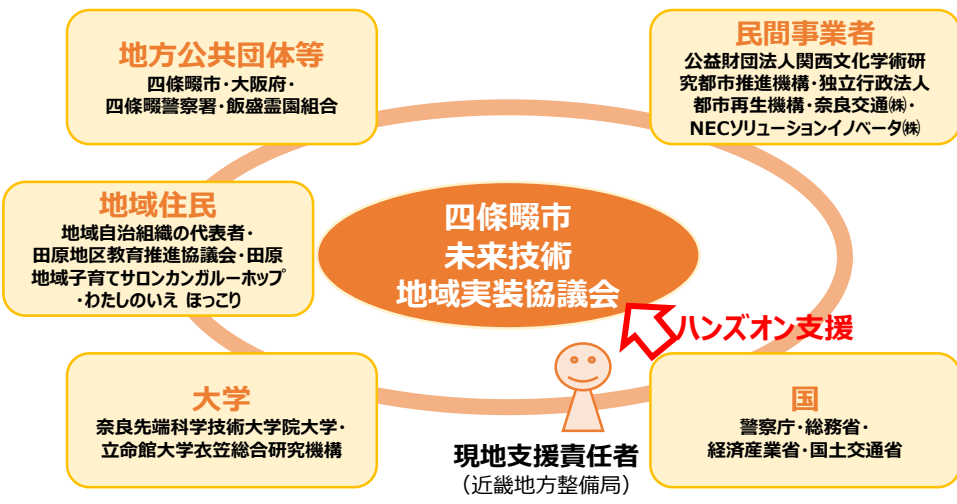 地方公共団体等
四條畷市・大阪府・
四條畷警察署・飯盛霊園組合
民間事業者
公益財団法人関西文化学術研
究都市推進機構・独立行政法人
都市再生機構・奈良交通㈱・
NECソリューションイノベータ㈱
地域住民
地域自治組織の代表者・
田原地区教育推進協議会・田原
地域子育てサロンカンガルーホップ
・わたしのいえ ほっこり
四條畷市
未来技術
地域実装協議会
ハンズオン支援
大学
奈良先端科学技術大学院大学・
立命館大学衣笠総合研究機構
現地支援責任者
（近畿地方整備局）
国
警察庁・総務省・
経済産業省・国土交通省